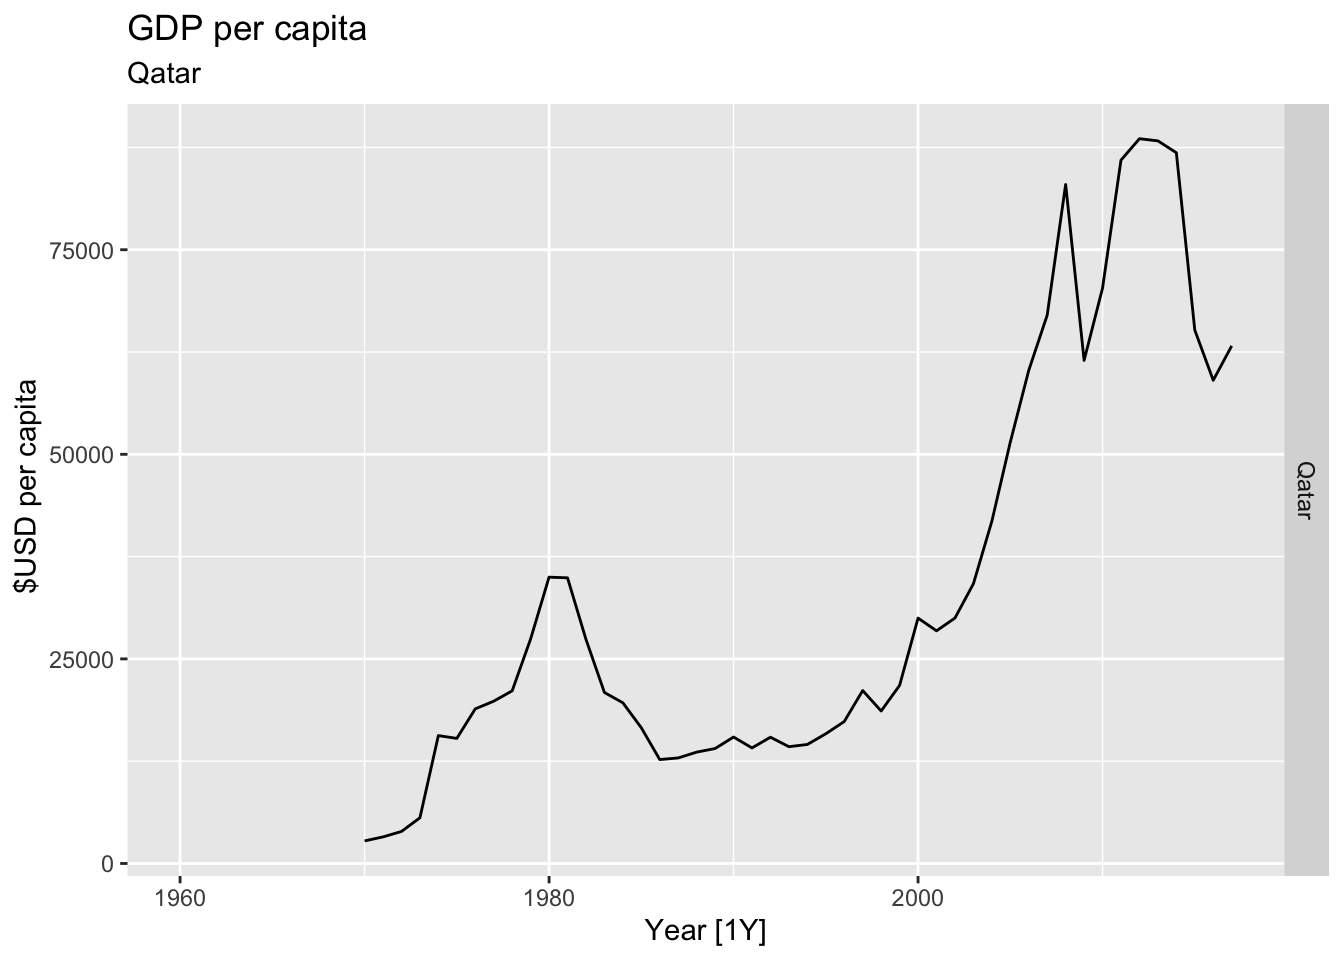 GDP per capita
Qatar
75000
50000
25000
0
$USD per capita
Qatar
1960 1980 2000
Year [1Y]